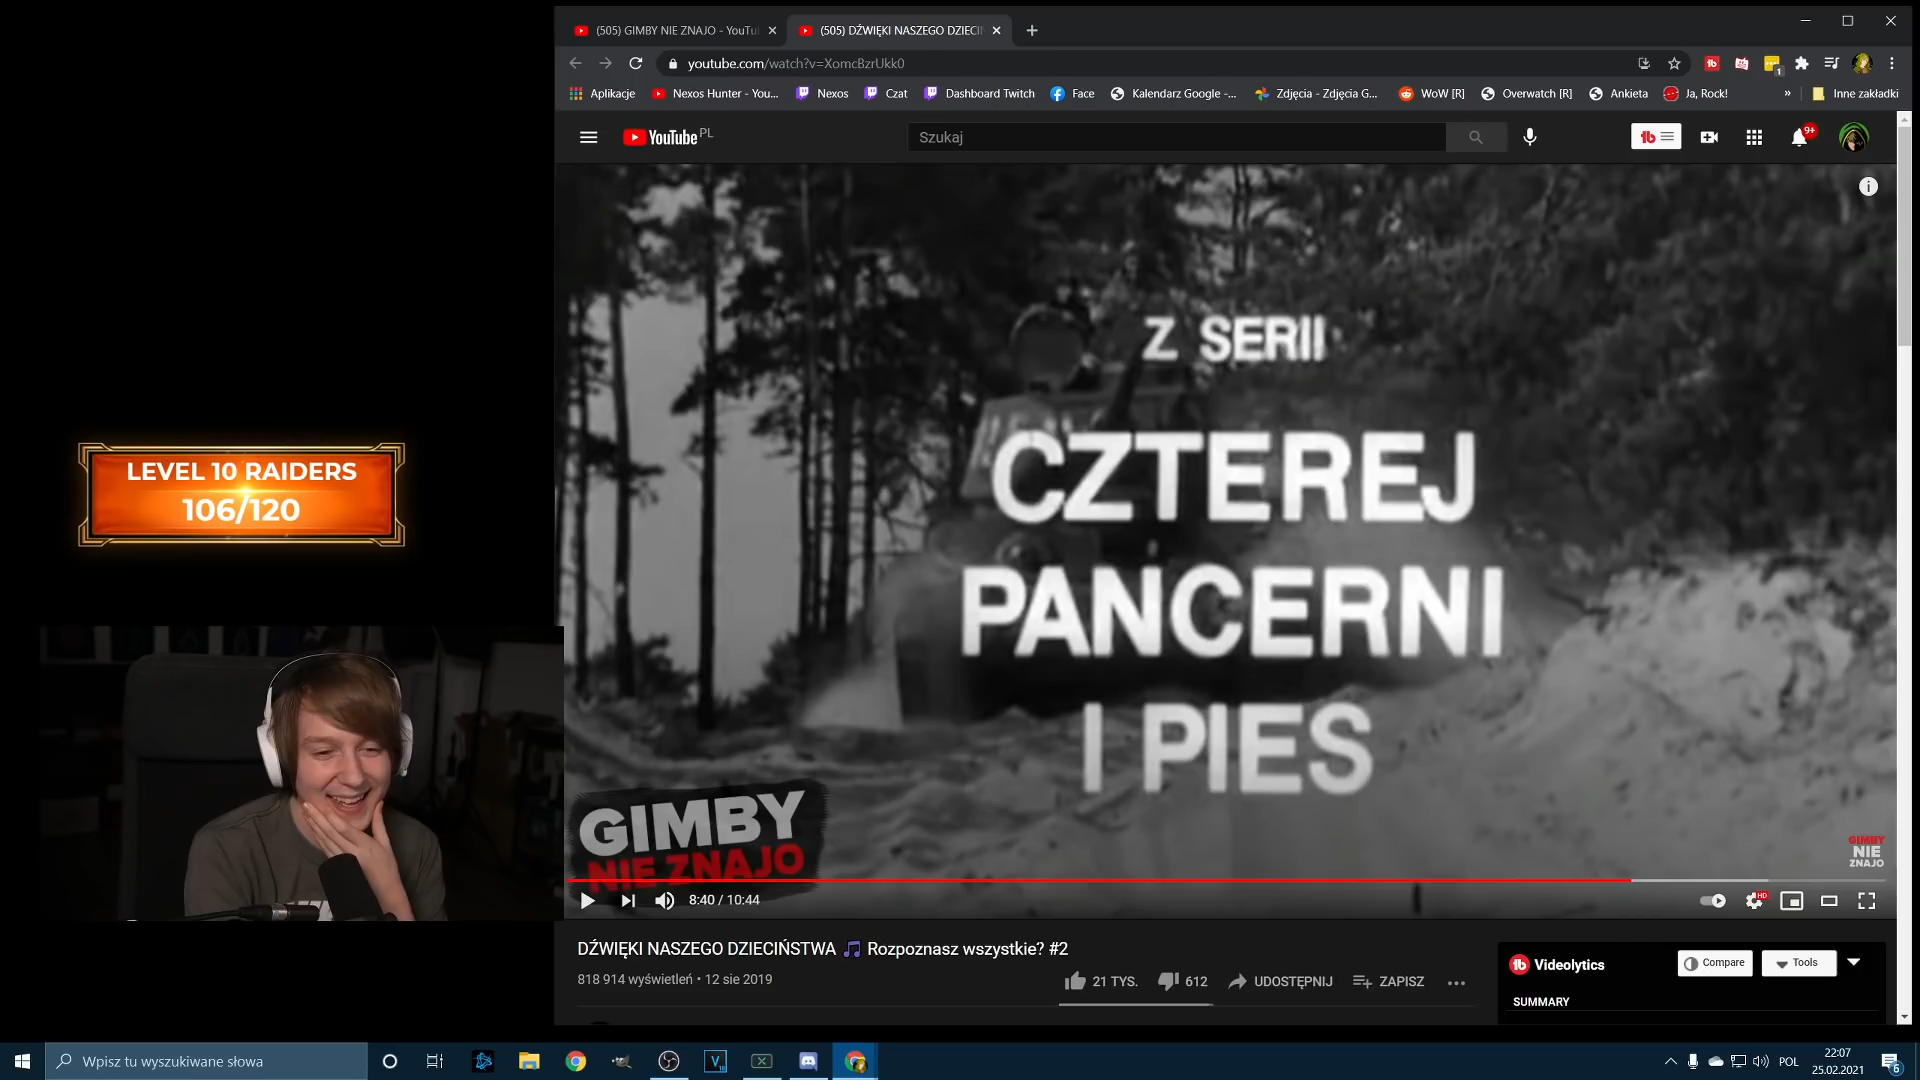 (505) GIMBY NIE ZNAJO - YouTu
(505) DŹWIĘKI NASZEGO DZIECIŃ
youtube.com/watch?v=XomcBzrUkk0
Aplikacje
Nexos Hunter - You...
Nexos
Czat
Dashboard Twitch
Face
Kalendarz Google -...
Zdjęcia - Zdjęcia G...
WoW [R]
Overwatch [R]
Ankieta
Ja, Rock!
»
Inne zakładki
YouTube PL
Szukaj
9+
LEVEL 10 RAIDERS
106/120
Z SERII
CZTEREJ
PANCERNI
I PIES
GIMBY
NIE ZNAJO
GIMBY
NIE
ZNAJO
8:40 / 10:44
HD
DŹWIĘKI NASZEGO DZIECIŃSTWA 🎵 Rozpoznasz wszystkie? #2
818 914 wyświetleń • 12 sie 2019
21 TYS.
612
UDOSTĘPNIJ
ZAPISZ
Videolytics
Compare
Tools
SUMMARY
Wpisz tu wyszukiwane słowa
POL
22:07
25.02.2021
6